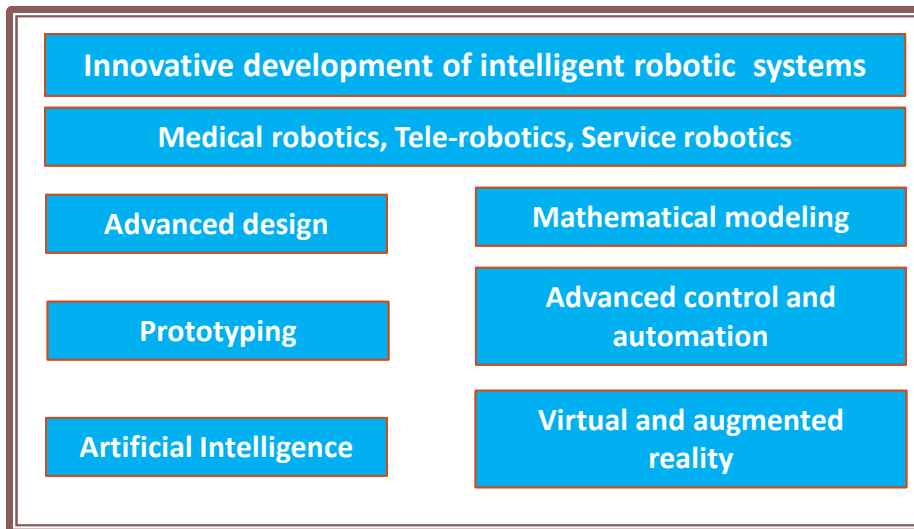 Innovative development of intelligent robotic  systems
Medical robotics, Tele-robotics, Service robotics
Advanced design
Mathematical modeling
Prototyping
Advanced control and
automation
Artificial Intelligence
Virtual and augmented
reality